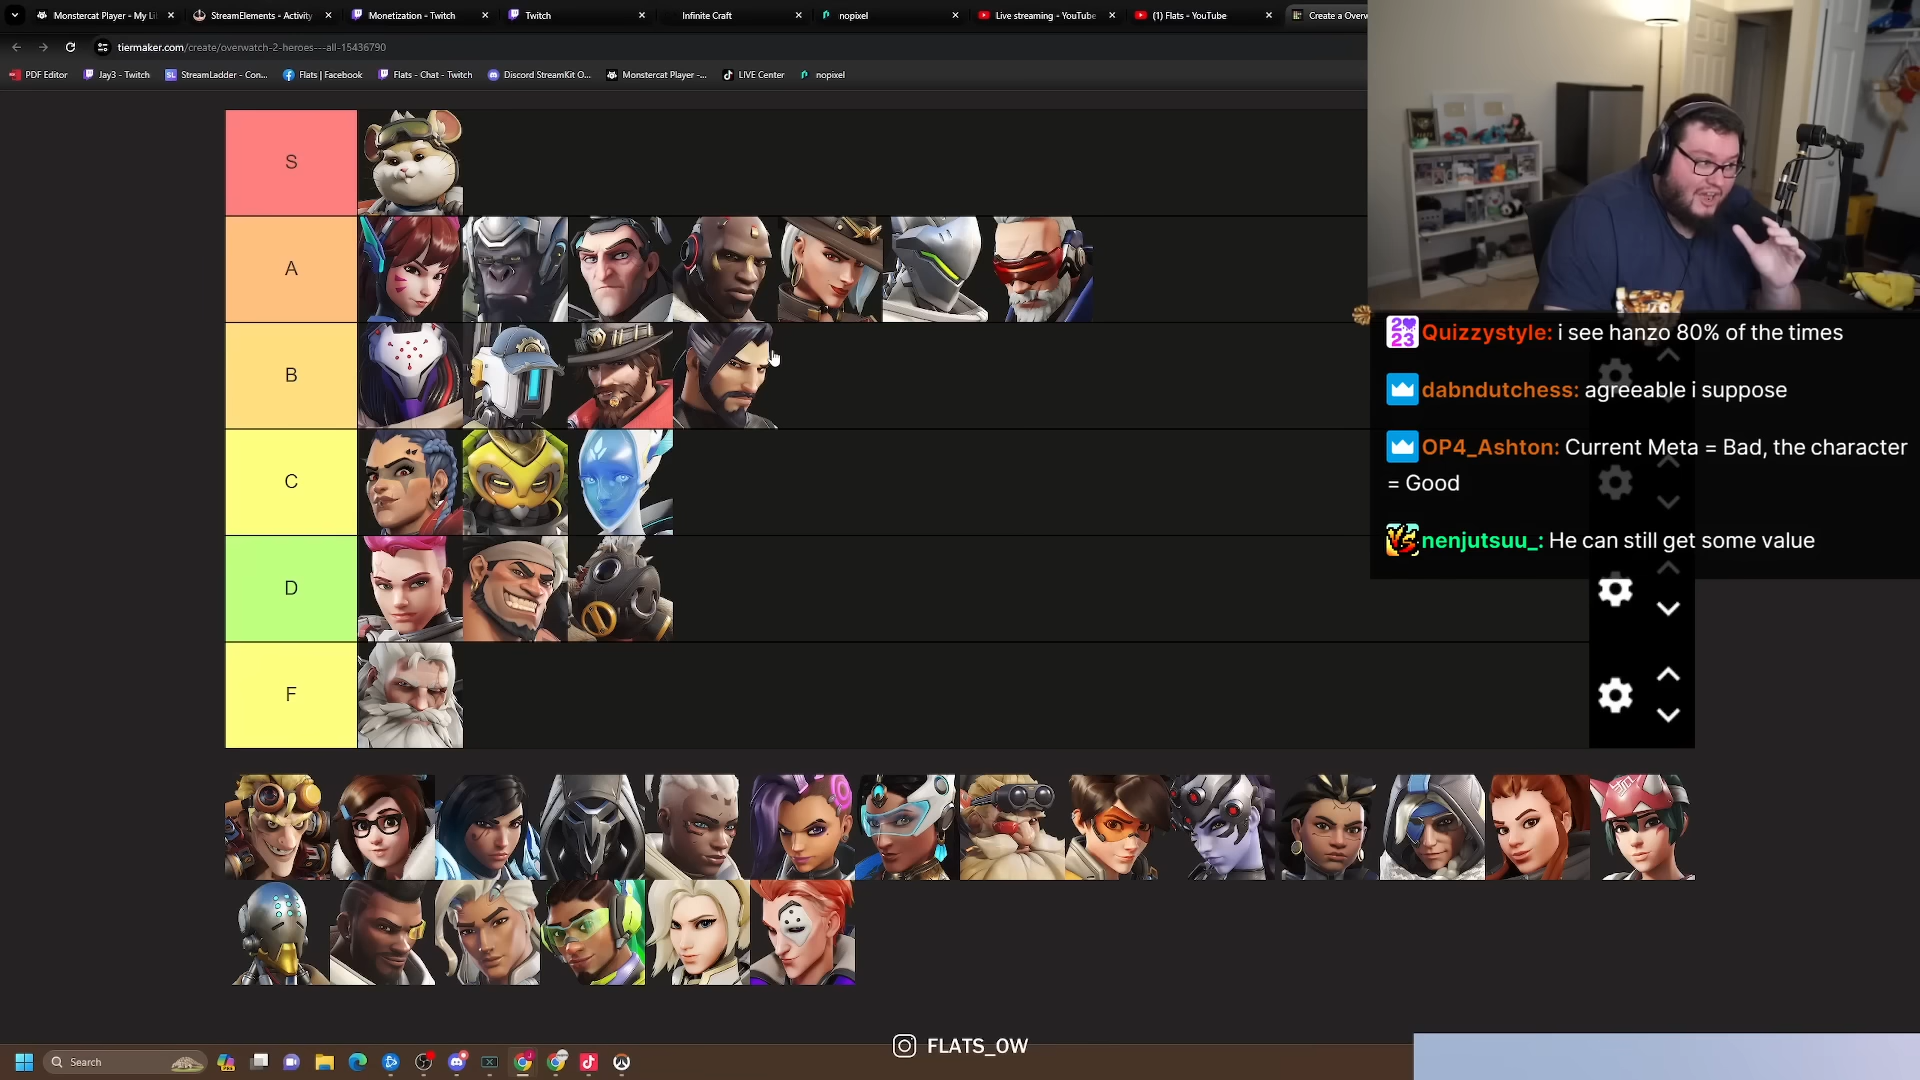 Monstercat Player - My Li
StreamElements - Activity
Monetization - Twitch
Twitch
Infinite Craft
nopixel
Live streaming - YouTube
(1) Flats - YouTube
Create a Overw
tiermaker.com/create/overwatch-2-heroes---all-15436790
PDF Editor
Jay3 - Twitch
StreamLadder - Con...
Flats | Facebook
Flats - Chat - Twitch
Discord StreamKit O...
Monstercat Player -...
LIVE Center
nopixel
S
A
B
C
D
F
Quizzystyle: i see hanzo 80% of the times
dabndutchess: agreeable i suppose
OP4_Ashton: Current Meta = Bad, the character
= Good
nenjutsuu_: He can still get some value
FLATS_OW
Search